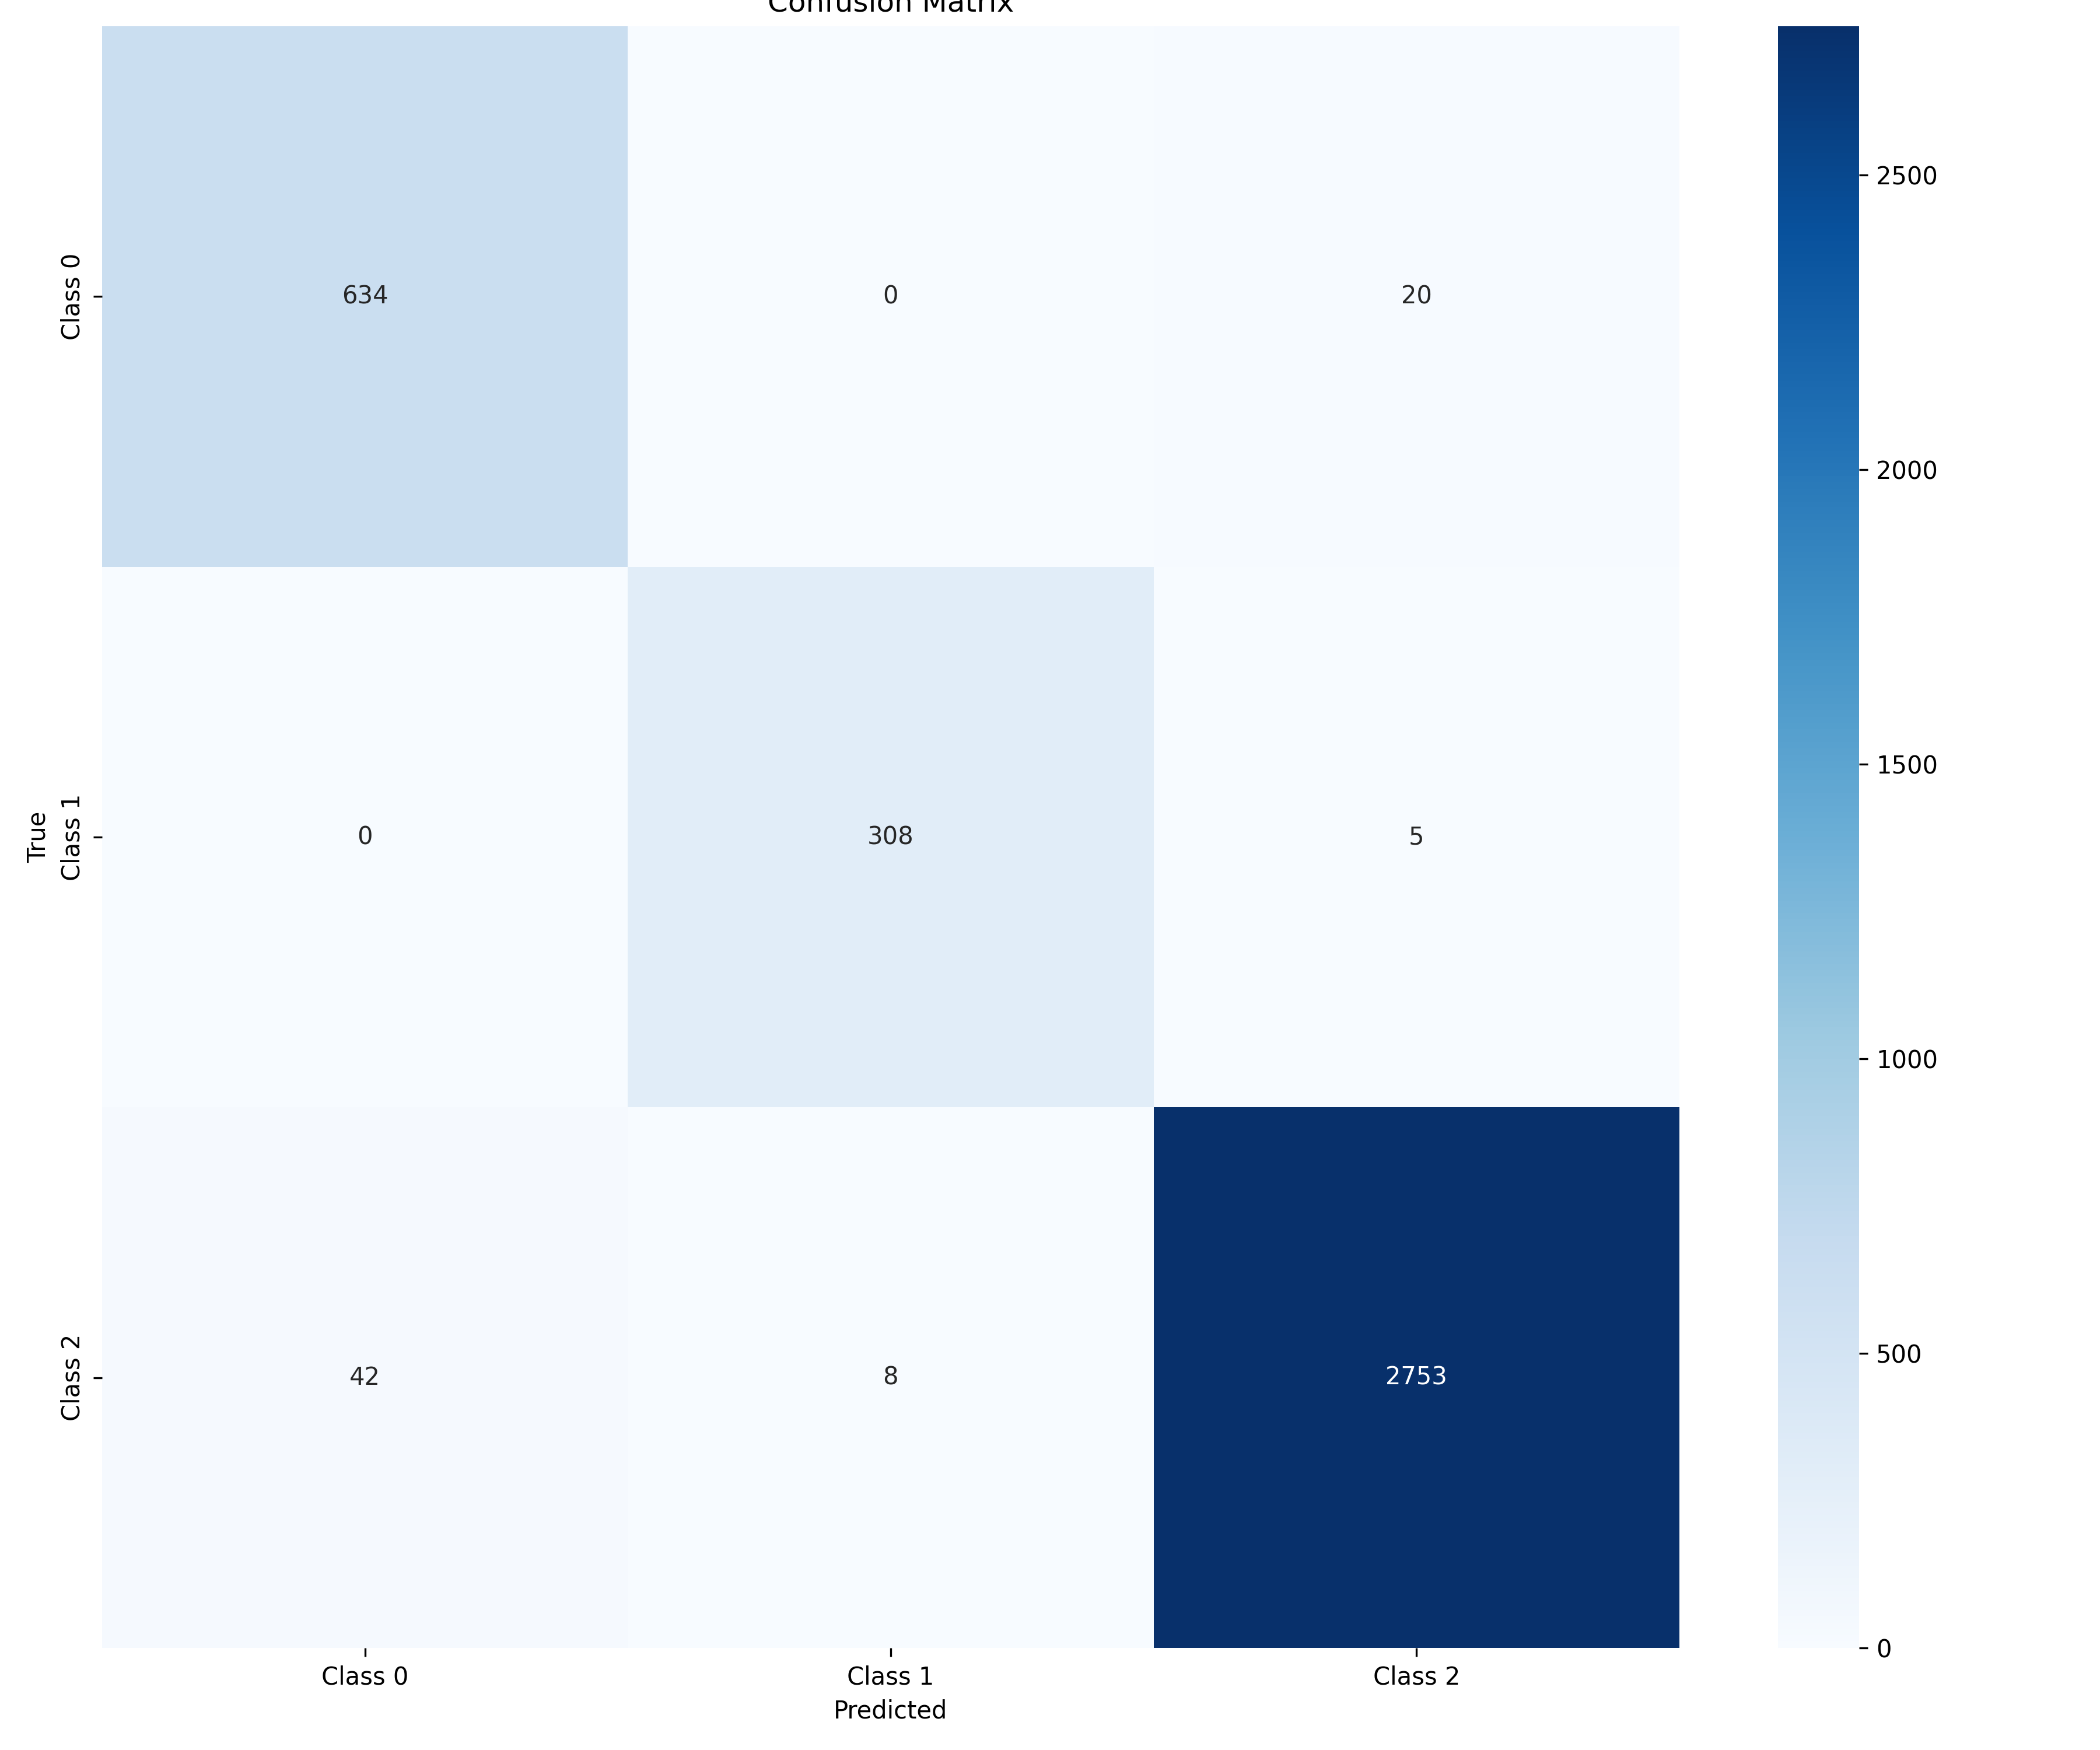 Confusion Matrix
Class 0
634
0
20
True
Class 1
0
308
5
Class 2
42
8
2753
Class 0
Class 1
Class 2
Predicted
2500
2000
1500
1000
500
0